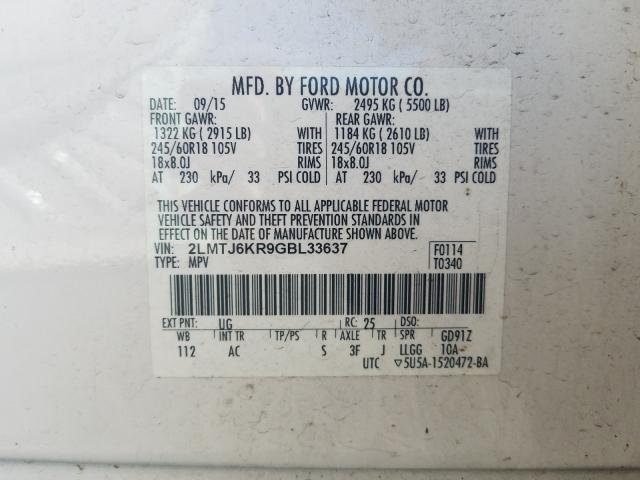 MFD. BY FORD MOTOR CO.
DATE: 09/15 GVWR: 2495 KG ( 5500 LB)
FRONT GAWR: REAR GAWR:
1322 KG ( 2915 LB) WITH 1184 KG ( 2610 LB) WITH
245/60R18 105V TIRES 245/60R18 105V TIRES
18x8.0J RIMS 18x8.0J RIMS
AT 230 kPa/ 33 PSI COLD AT 230 kPa/ 33 PSI COLD
THIS VEHICLE CONFORMS TO ALL APPLICABLE FEDERAL MOTOR
VEHICLE SAFETY AND THEFT PREVENTION STANDARDS IN
EFFECT ON THE DATE OF MANUFACTURE SHOWN ABOVE.
VIN: 2LMTJ6KR9GBL33637 F0114
TYPE: MPV T0340
EXT PNT: UG RC: 25 DSO:
WB INT TR TP/PS R AXLE TR GD91Z
112 AC S 3F J LLGG 10A-
UTC ▽5U5A-1520472-BA